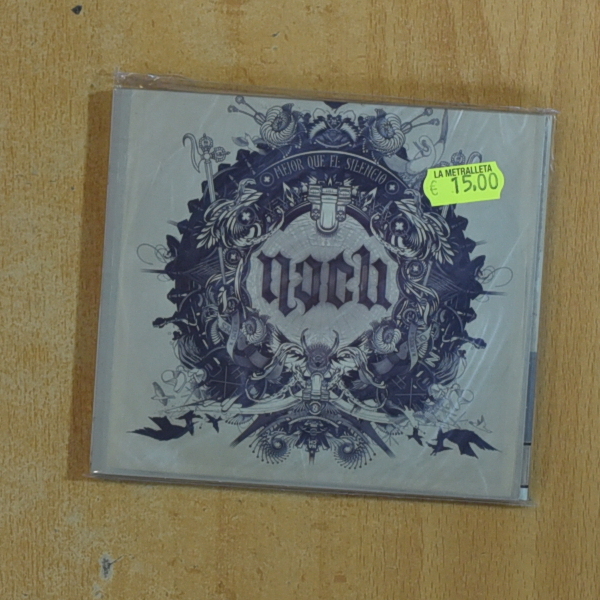 MEJOR QUE EL SILENCIO
LA METRALLETA
€ 15.00
nach